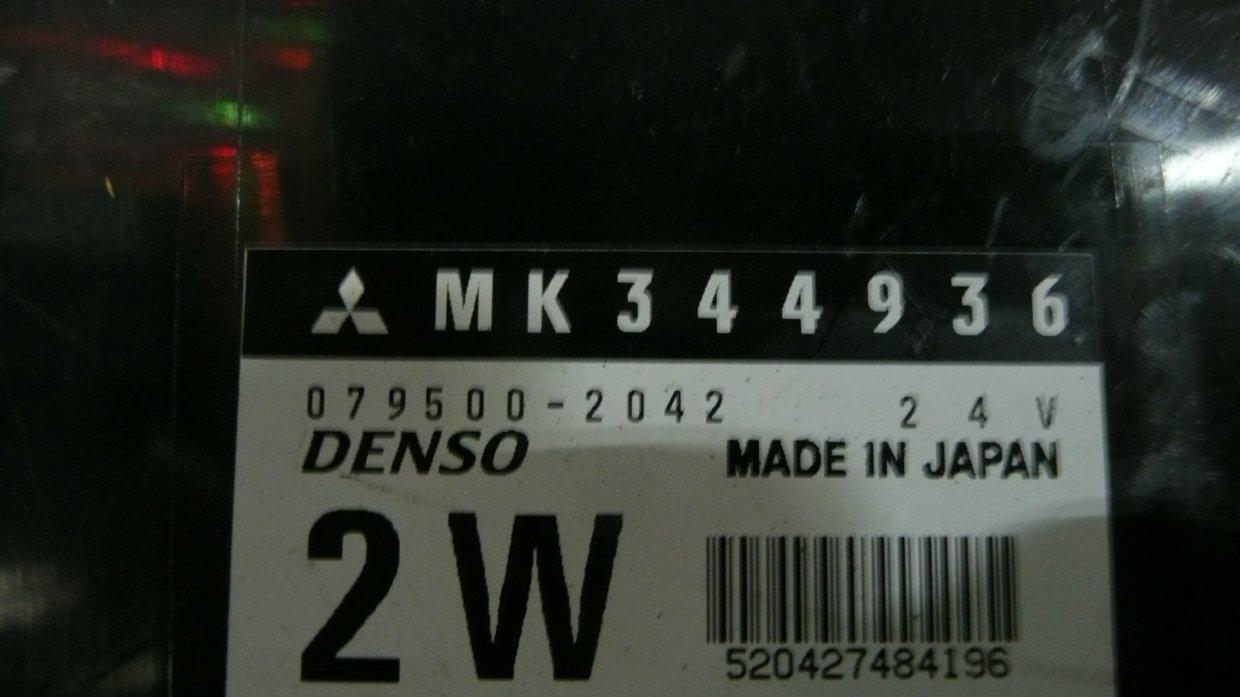 MK344936
079500-2042 24V
DENSO MADE IN JAPAN
2W
520427484196